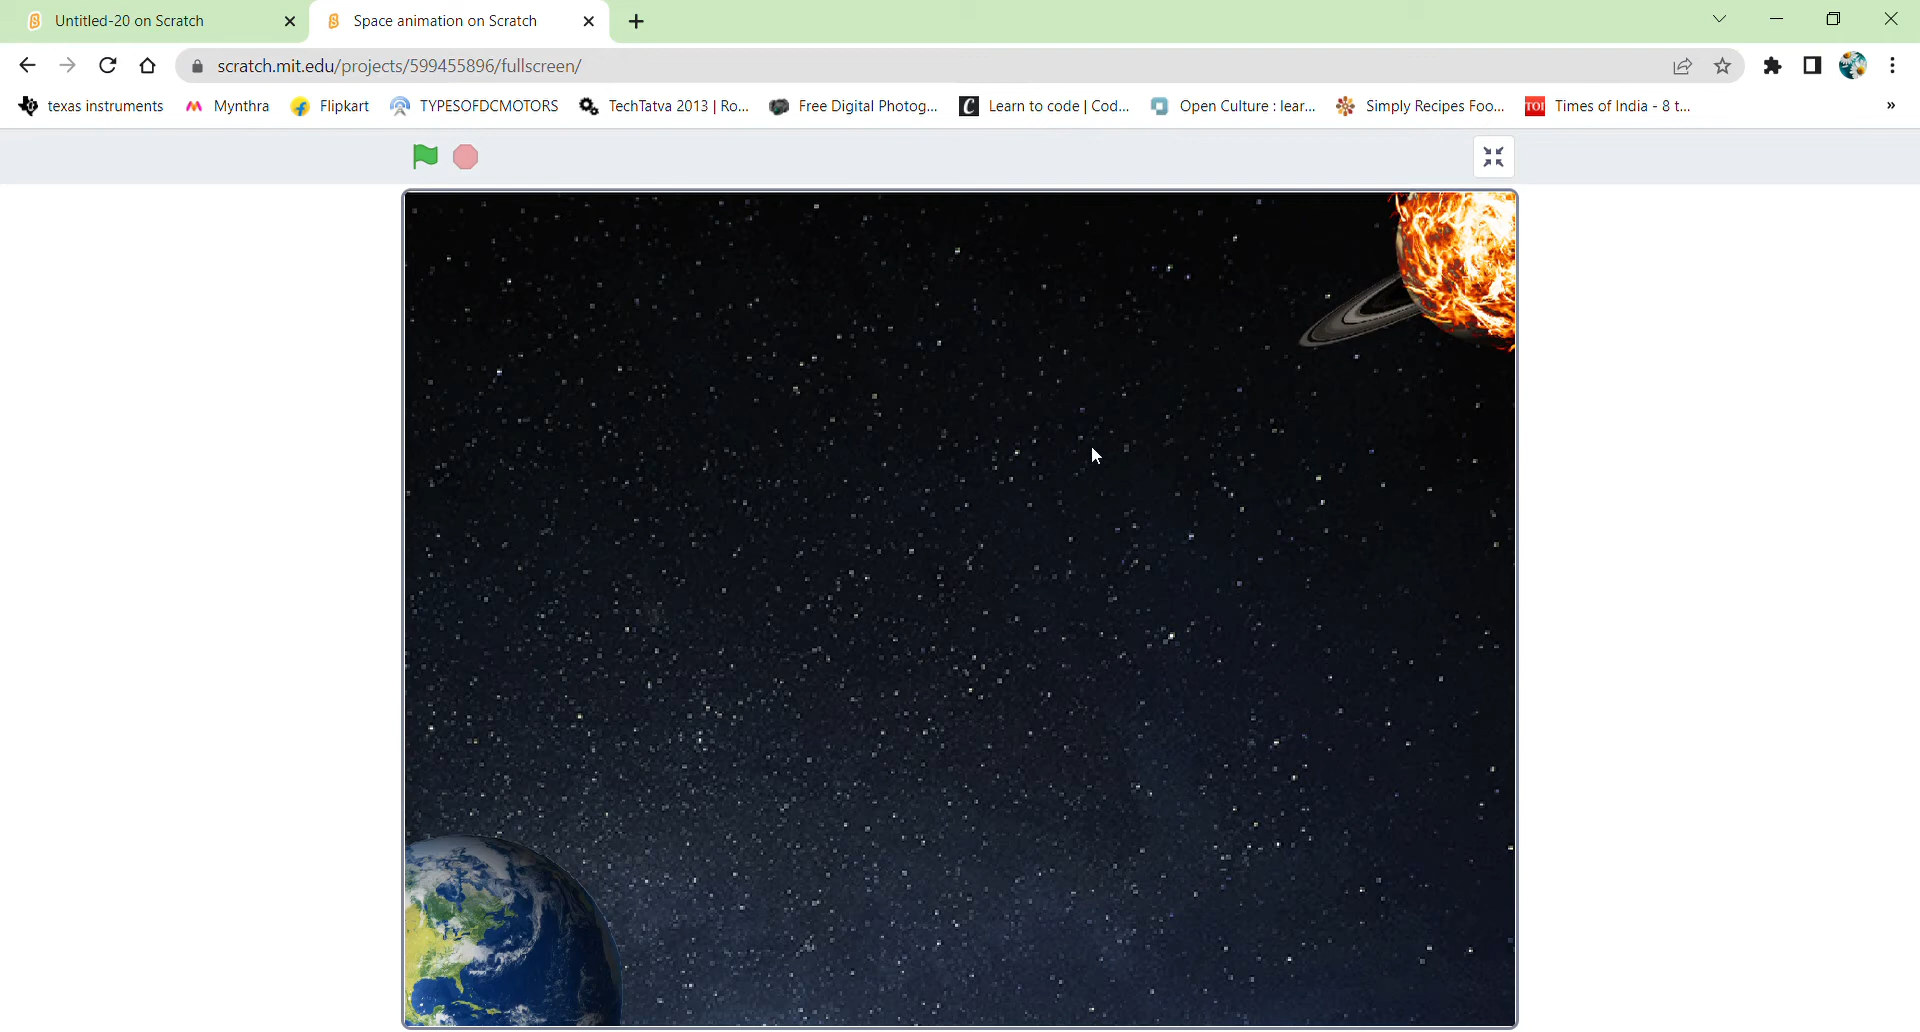 Untitled-20 on Scratch
Space animation on Scratch
scratch.mit.edu/projects/599455896/fullscreen/
texas instruments
Mynthra
Flipkart
TYPESOFDCMOTORS
TechTatva 2013 | Ro...
Free Digital Photog...
C Learn to code | Cod...
Open Culture : lear...
Simply Recipes Foo...
TOI Times of India - 8 t...
»